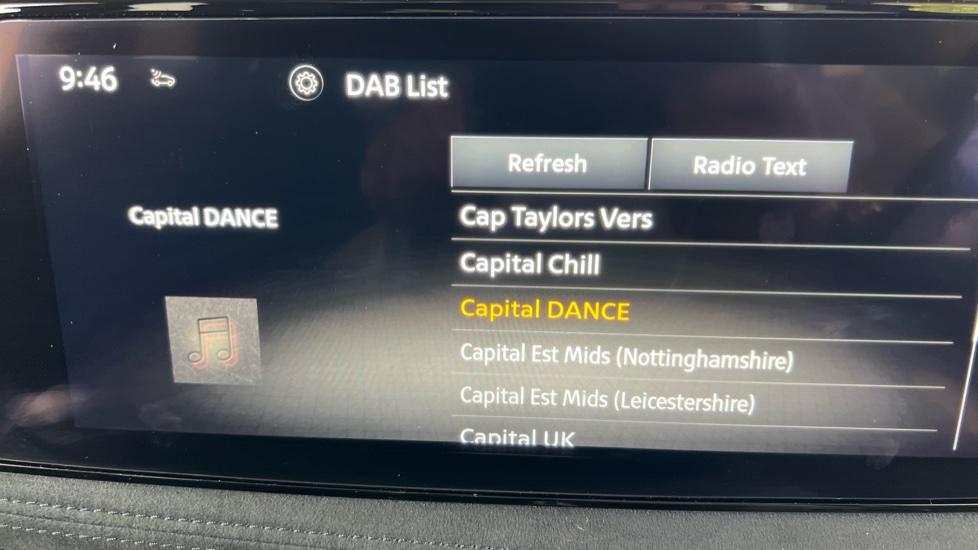 9:46
DAB List
Refresh
Radio Text
Capital DANCE
Cap Taylors Vers
Capital Chill
Capital DANCE
Capital Est Mids (Nottinghamshire)
Capital Est Mids (Leicestershire)
Capital UK